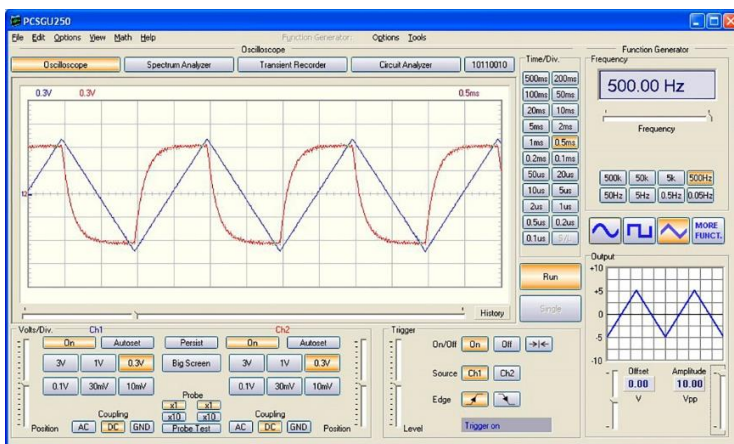 PCSGU250
File Edit Options View Math Help Function Generator: Options Tools
Oscilloscope
Oscilloscope Spectrum Analyzer Transient Recorder Circuit Analyzer 10110010
0.3V 0.3V 0.5ms
12
History
Time/Div.
500ms 200ms
100ms 50ms
20ms 10ms
5ms 2ms
1ms 0.5ms
0.2ms 0.1ms
50us 20us
10us 5us
2us 1us
0.5us 0.2us
0.1us
Run
Single
Function Generator
Frequency
500.00 Hz
Frequency
500k 50k 5k 500Hz
50Hz 5Hz 0.5Hz 0.05Hz
MORE
FUNCT.
Output
+10
+5
0
-5
-10
Offset Amplitude
0.00 10.00
V Vpp
Volts/Div. Ch1 Ch2
On Autoset Persist On Autoset
3V 1V 0.3V Big Screen 3V 1V 0.3V
0.1V 30mV 10mV Probe 0.1V 30mV 10mV
x1 x1
Coupling x10 x10 Coupling
Position AC DC GND Probe Test AC DC GND Position
Trigger
On/Off On Off
Source Ch1 Ch2
Edge
Level Trigger on